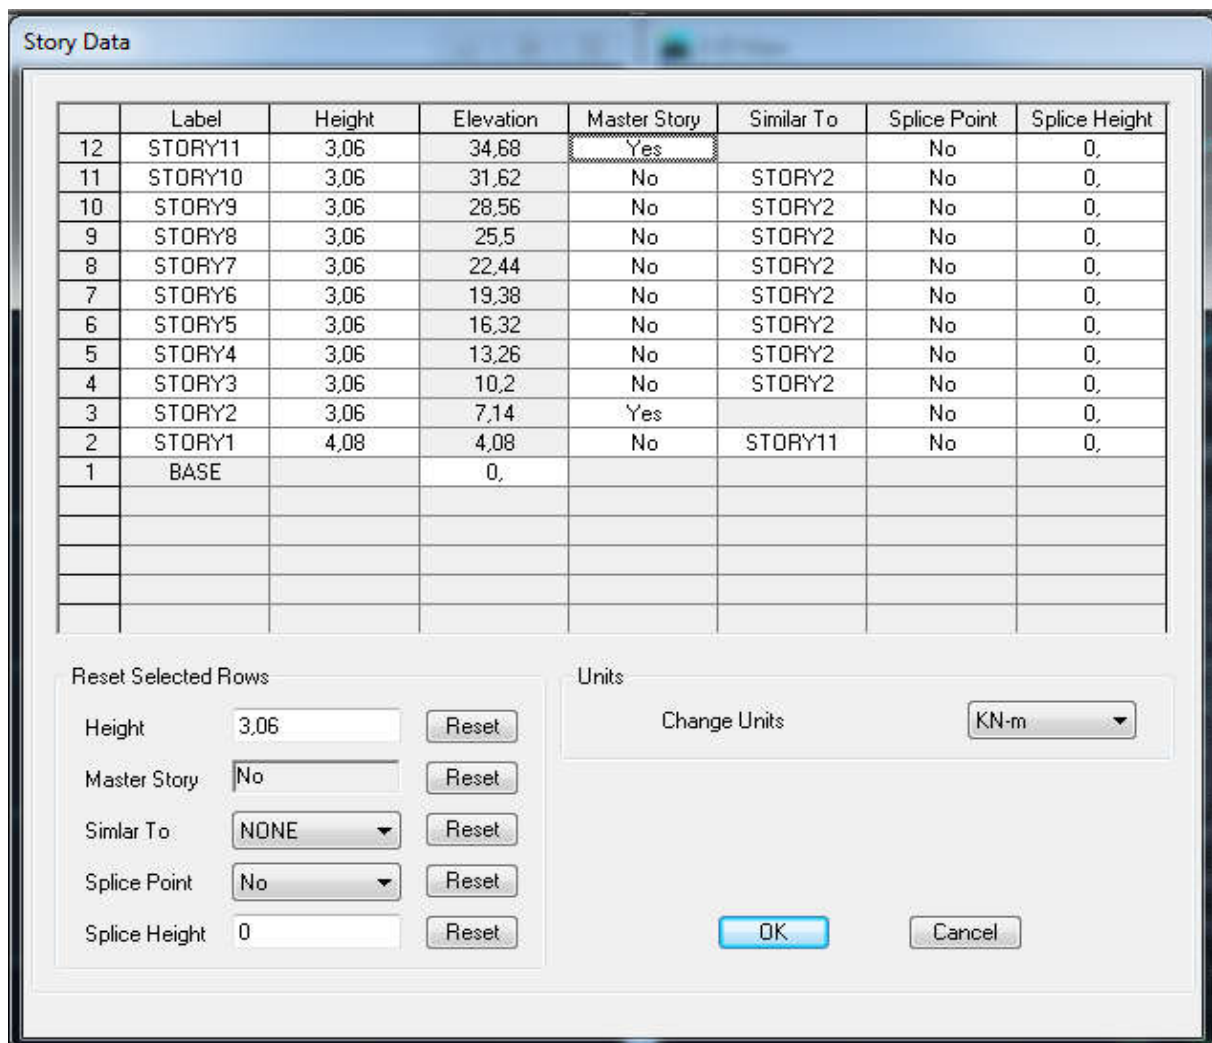 Story Data
Label Height Elevation Master Story Similar To Splice Point Splice Height
12 STORY11 3,06 34,68 Yes No 0,
11 STORY10 3,06 31,62 No STORY2 No 0,
10 STORY9 3,06 28,56 No STORY2 No 0,
9 STORY8 3,06 25,5 No STORY2 No 0,
8 STORY7 3,06 22,44 No STORY2 No 0,
7 STORY6 3,06 19,38 No STORY2 No 0,
6 STORY5 3,06 16,32 No STORY2 No 0,
5 STORY4 3,06 13,26 No STORY2 No 0,
4 STORY3 3,06 10,2 No STORY2 No 0,
3 STORY2 3,06 7,14 Yes No 0,
2 STORY1 4,08 4,08 No STORY11 No 0,
1 BASE 0,
Reset Selected Rows
Height 3,06 Reset
Master Story No Reset
Simlar To NONE Reset
Splice Point No Reset
Splice Height 0 Reset
Units
Change Units KN-m
OK Cancel